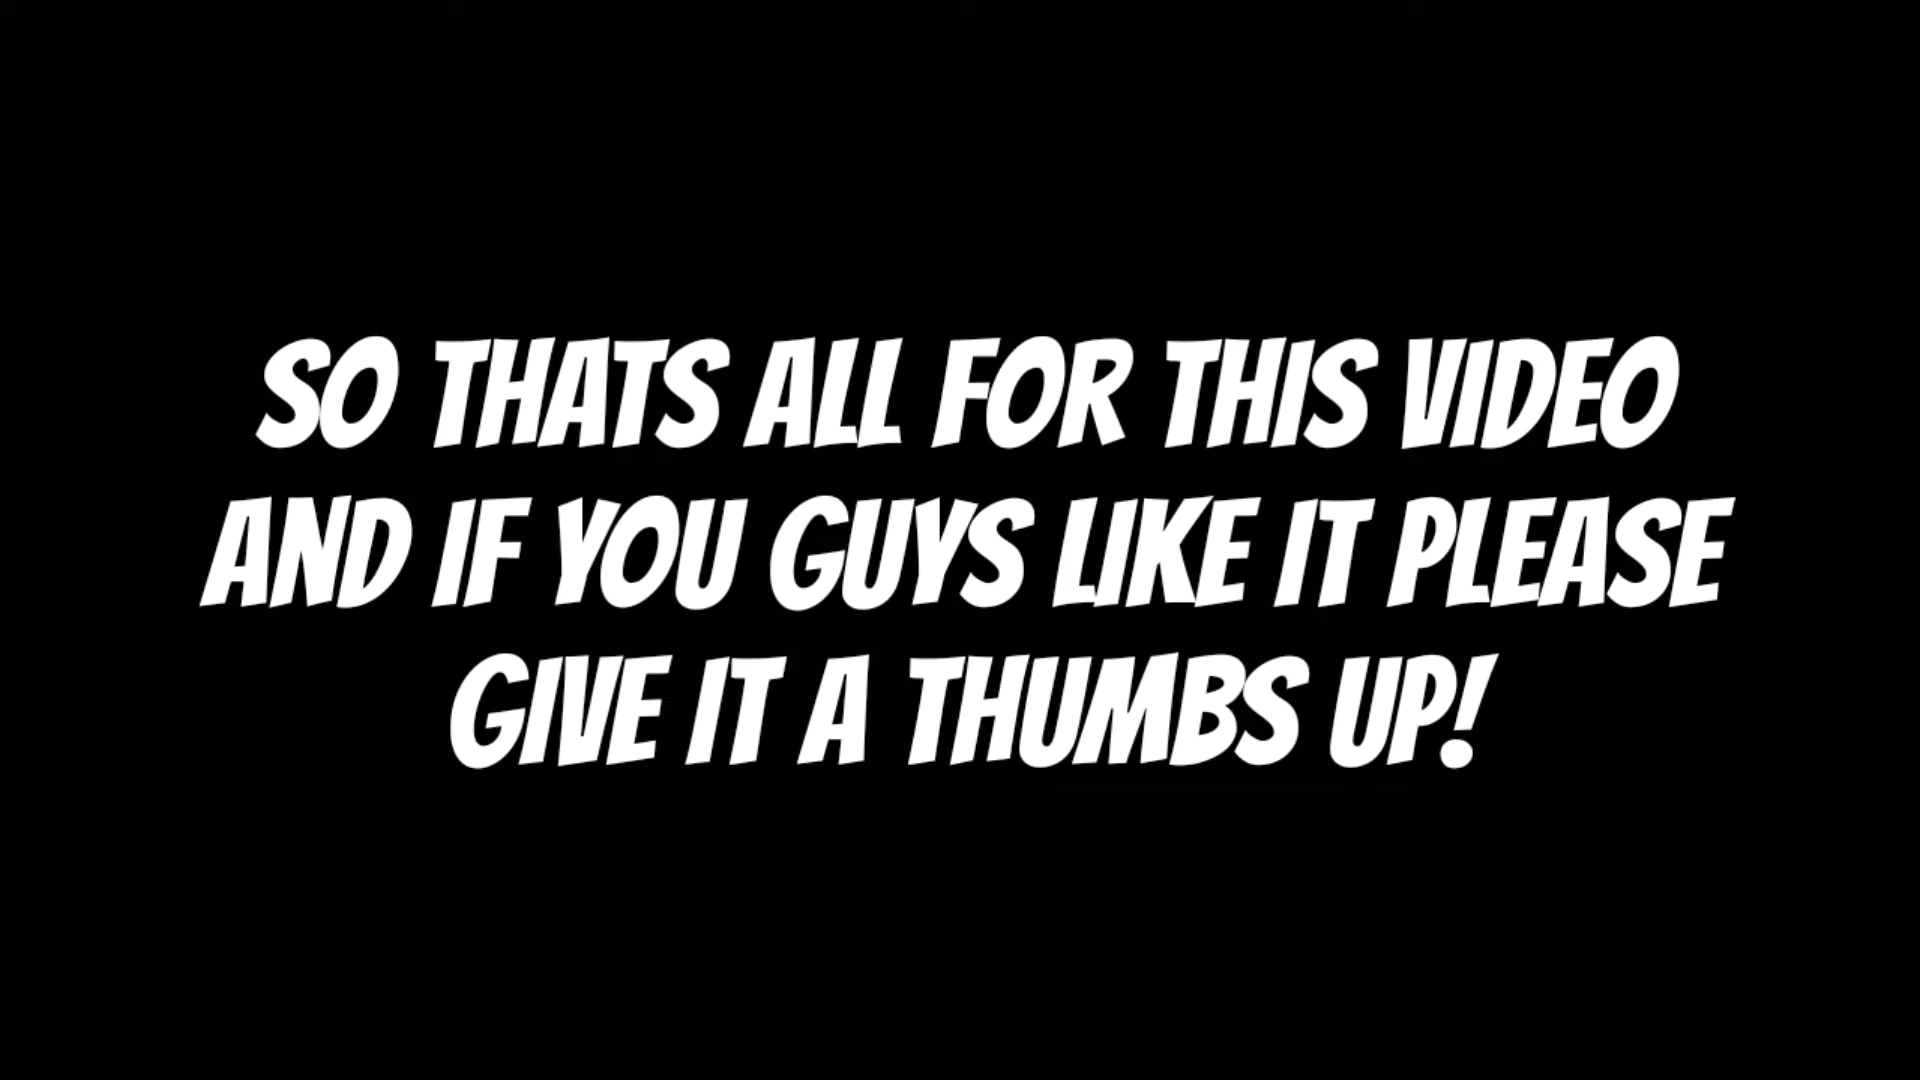 SO THATS ALL FOR THIS VIDEO
AND IF YOU GUYS LIKE IT PLEASE
GIVE IT A THUMBS UP!